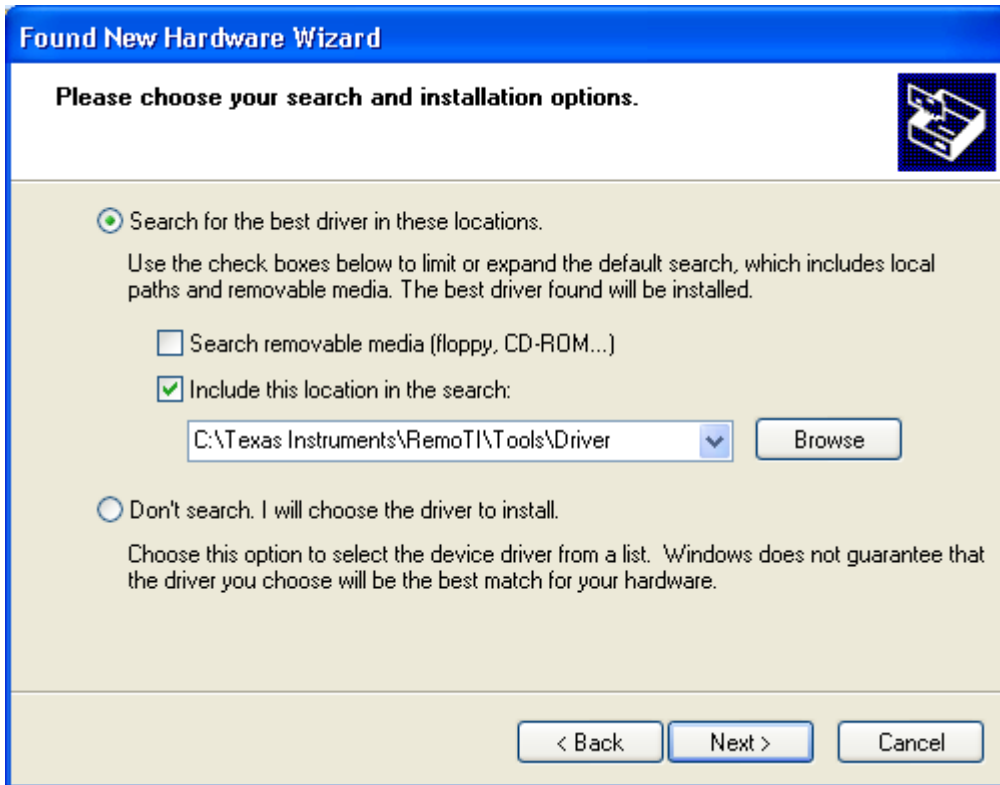 Found New Hardware Wizard
Please choose your search and installation options.
Search for the best driver in these locations.
Use the check boxes below to limit or expand the default search, which includes local
paths and removable media. The best driver found will be installed.
Search removable media (floppy, CD-ROM...)
Include this location in the search:
C:\Texas Instruments\RemoTI\Tools\Driver
Browse
Don't search. I will choose the driver to install.
Choose this option to select the device driver from a list. Windows does not guarantee that
the driver you choose will be the best match for your hardware.
< Back
Next >
Cancel